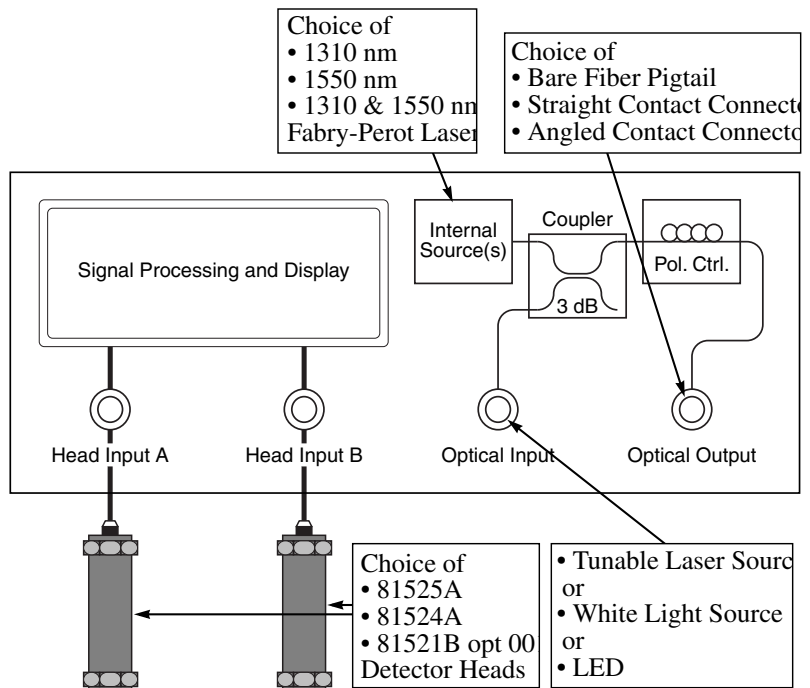 Choice of
• 1310 nm
• 1550 nm
• 1310 & 1550 nm
Fabry-Perot Laser
Choice of
• Bare Fiber Pigtail
• Straight Contact Connecto
• Angled Contact Connecto
Signal Processing and Display
Internal
Source(s)
Coupler
3 dB
Pol. Ctrl.
Head Input A
Head Input B
Optical Input
Optical Output
Choice of
• 81525A
• 81524A
• 81521B opt 00
Detector Heads
• Tunable Laser Sourc
or
• White Light Source
or
• LED